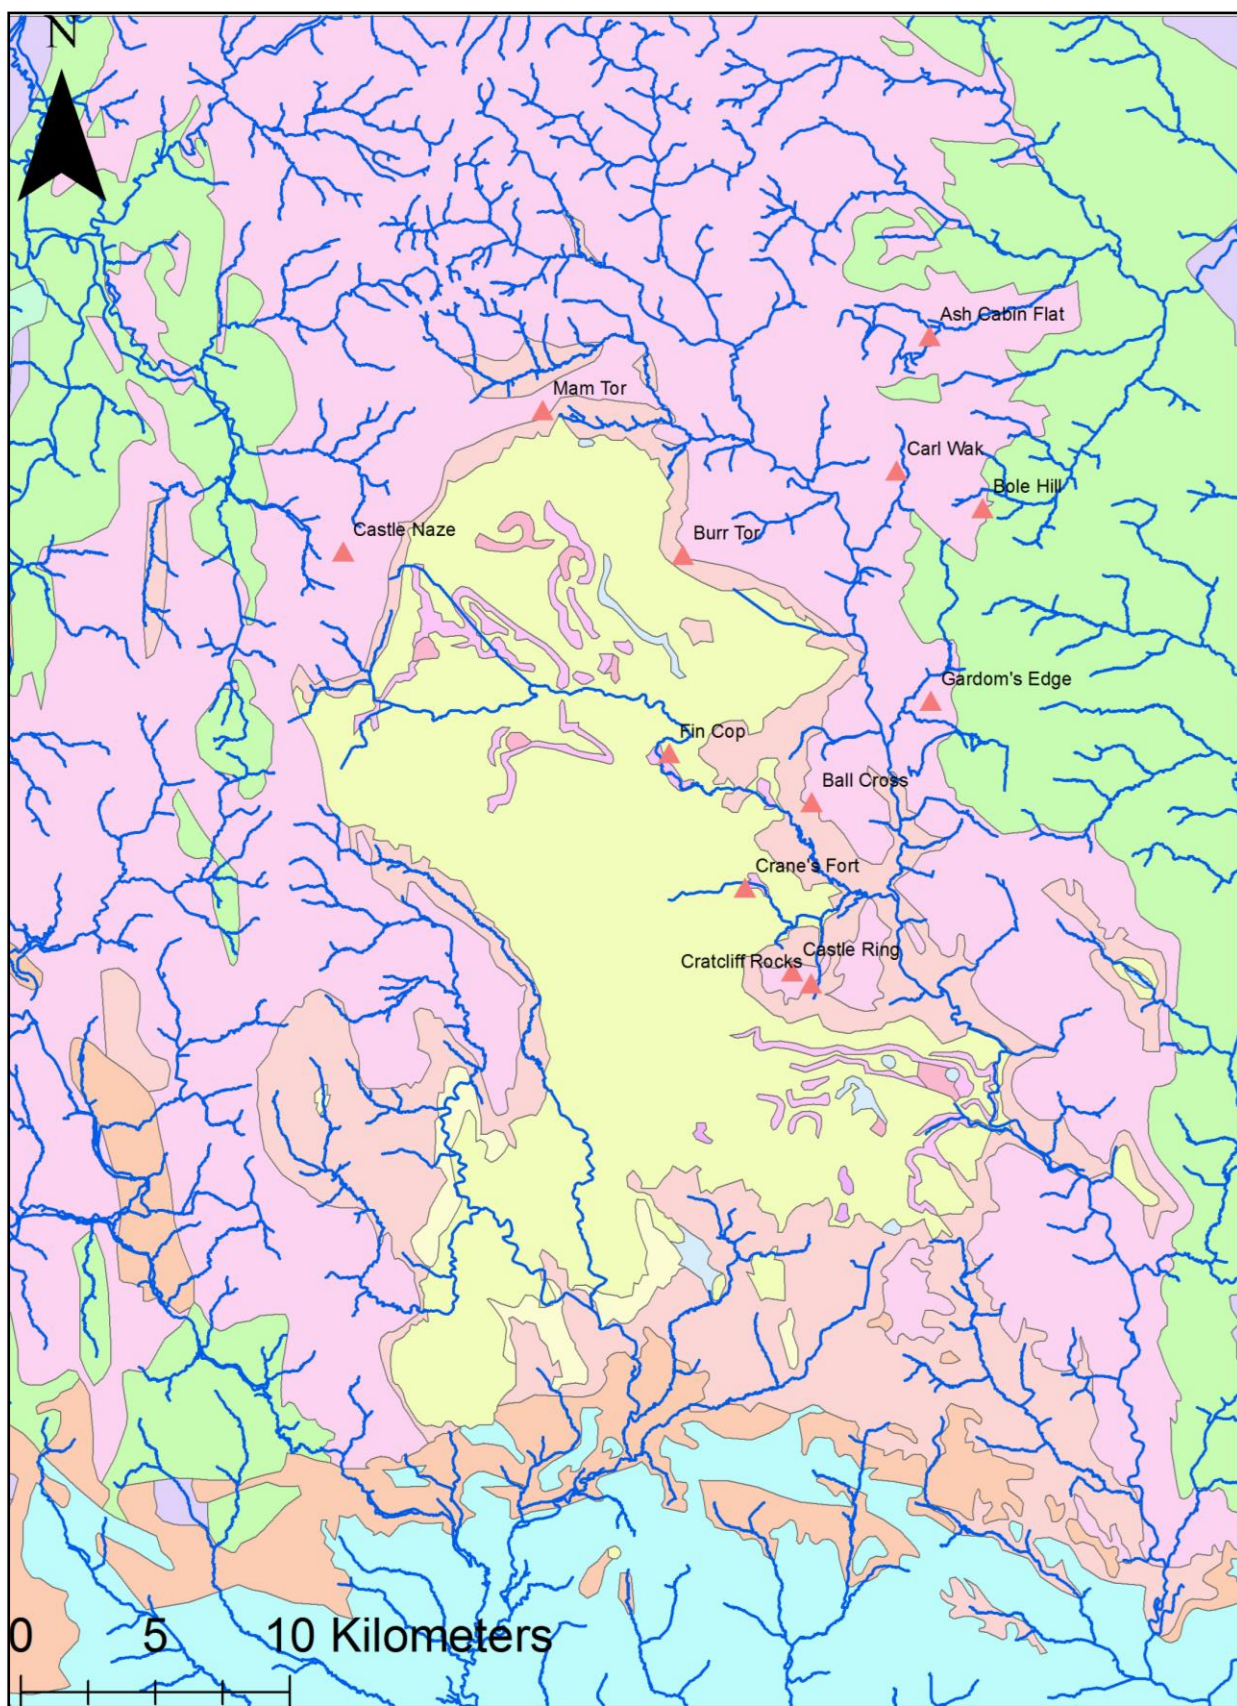 N
Ash Cabin Flat
Mam Tor
Carl Wak
Bole Hill
Castle Naze
Burr Tor
Gardom's Edge
Fin Cop
Ball Cross
Crane's Fort
Castle Ring
Cratcliff Rocks
0 5 10 Kilometers